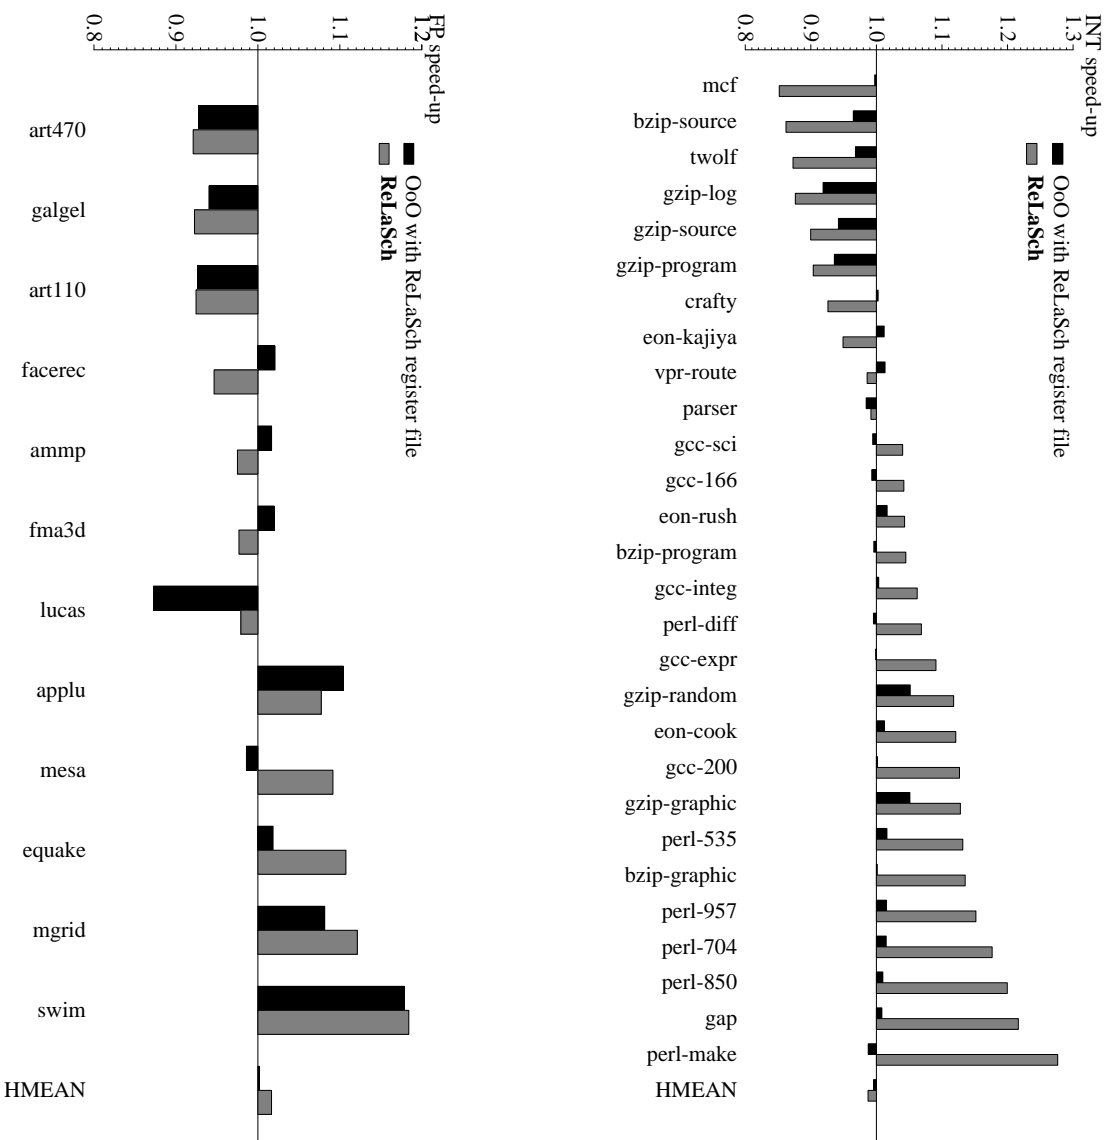 FP speed-up
0.8
0.9
1.0
1.1
1.2
OoO with ReLaSch register file
ReLaSch
art470
galgel
art110
facerec
ammp
fma3d
lucas
applu
mesa
equake
mgrid
swim
HMEAN
INT speed-up
0.8
0.9
1.0
1.1
1.2
1.3
OoO with ReLaSch register file
ReLaSch
mcf
bzip-source
twolf
gzip-log
gzip-source
gzip-program
crafty
eon-kajiya
vpr-route
parser
gcc-sci
gcc-166
eon-rush
bzip-program
gcc-integ
perl-diff
gcc-expr
gzip-random
eon-cook
gcc-200
gzip-graphic
perl-535
bzip-graphic
perl-957
perl-704
perl-850
gap
perl-make
HMEAN